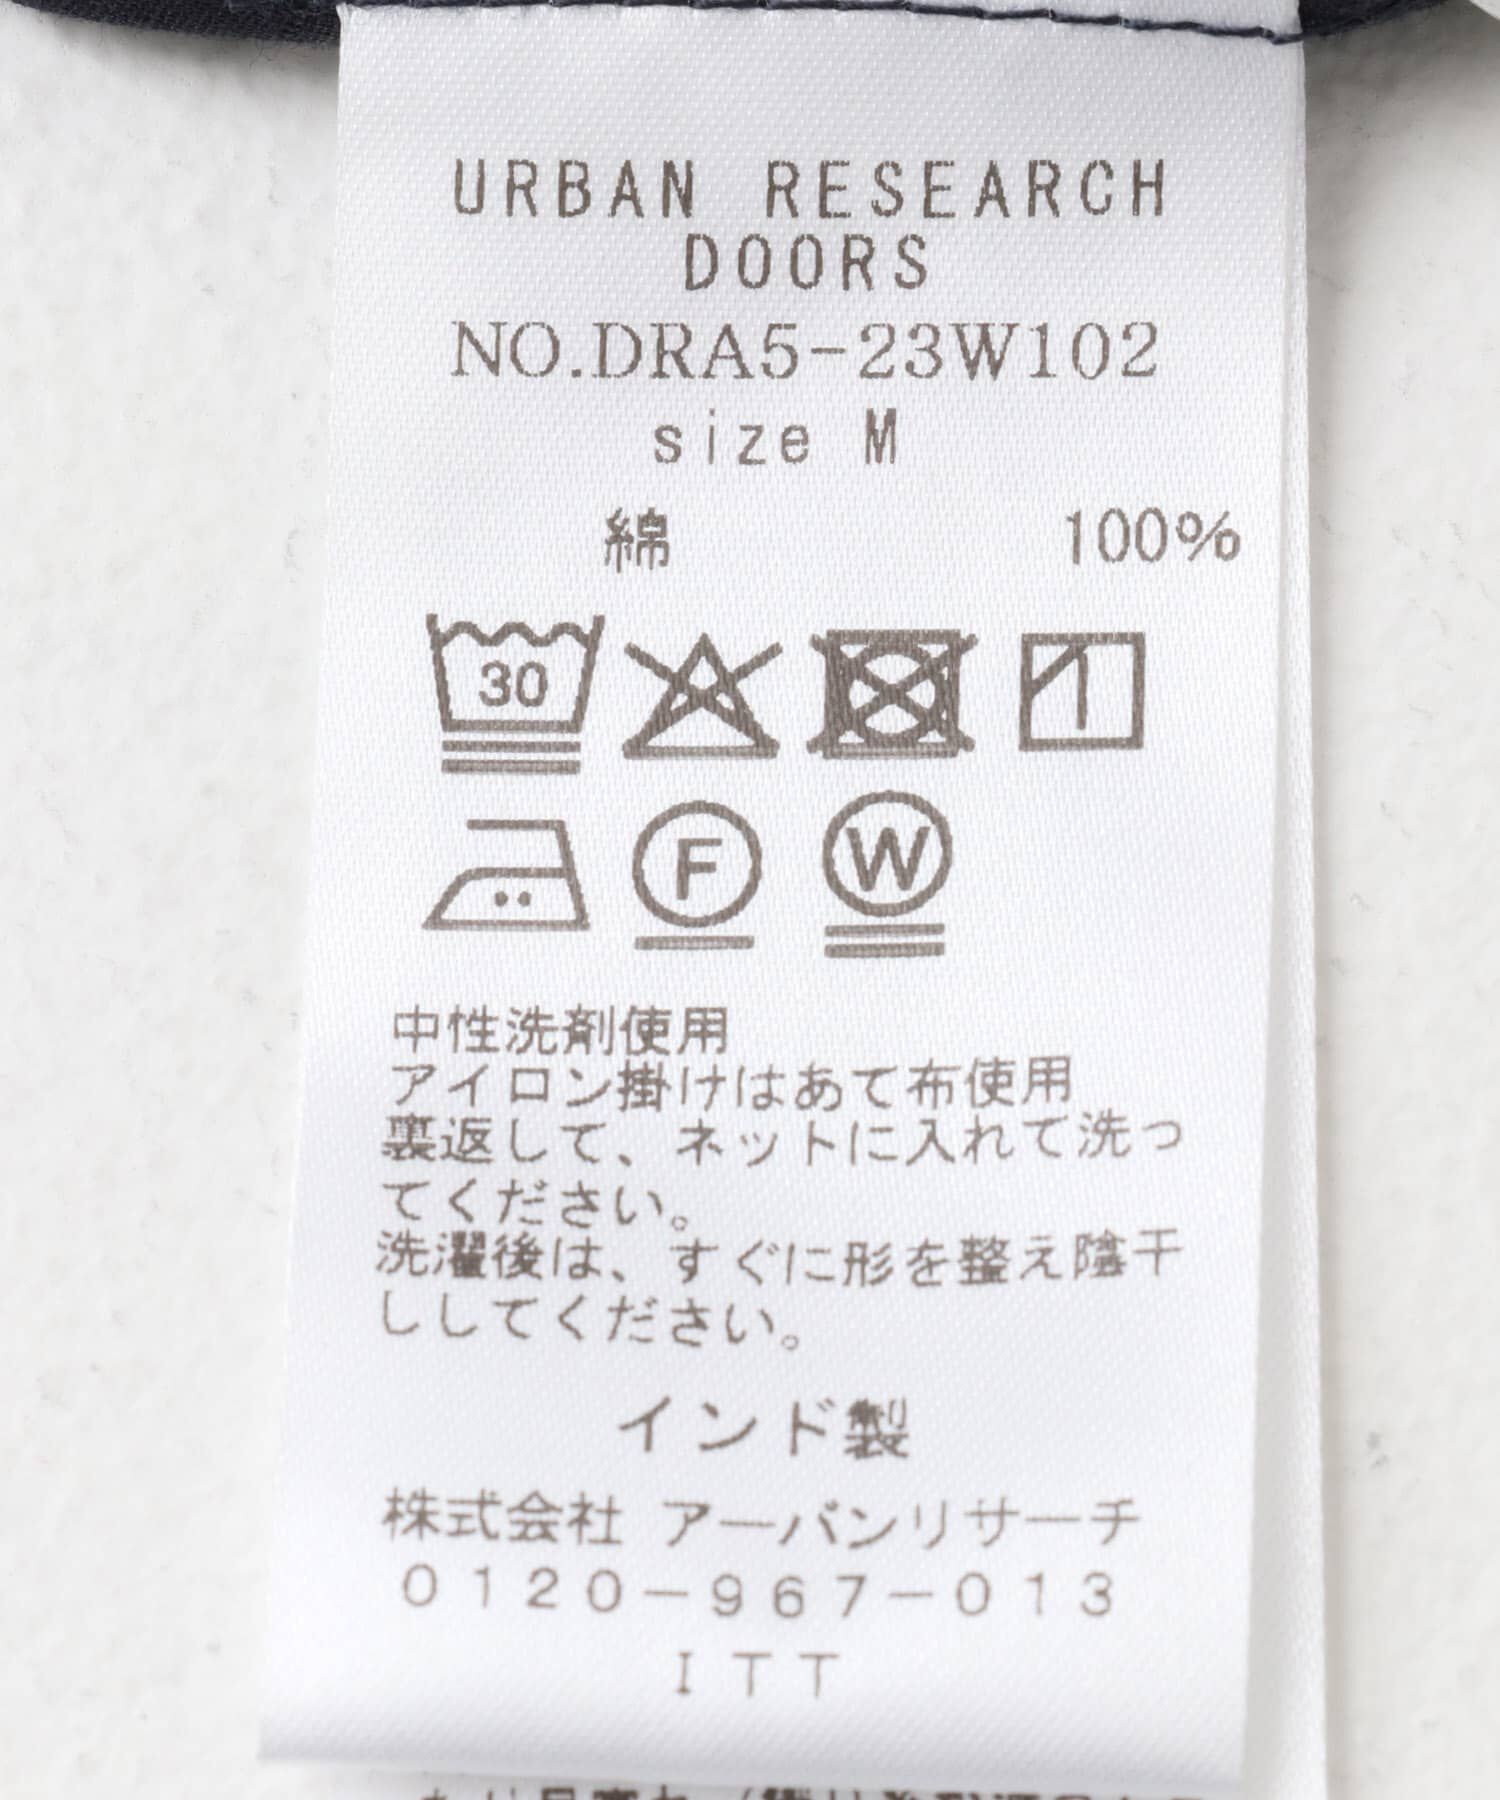 URBAN RESEARCH
DOORS
NO.DRA5-23W102
size M
綿 100%
30
F W
中性洗剤使用
アイロン掛けはあて布使用
裏返して、ネットに入れて洗っ
てください。
洗濯後は、すぐに形を整え陰干
ししてください。
インド製
株式会社 アーバンリサーチ
0120-967-013
ITT